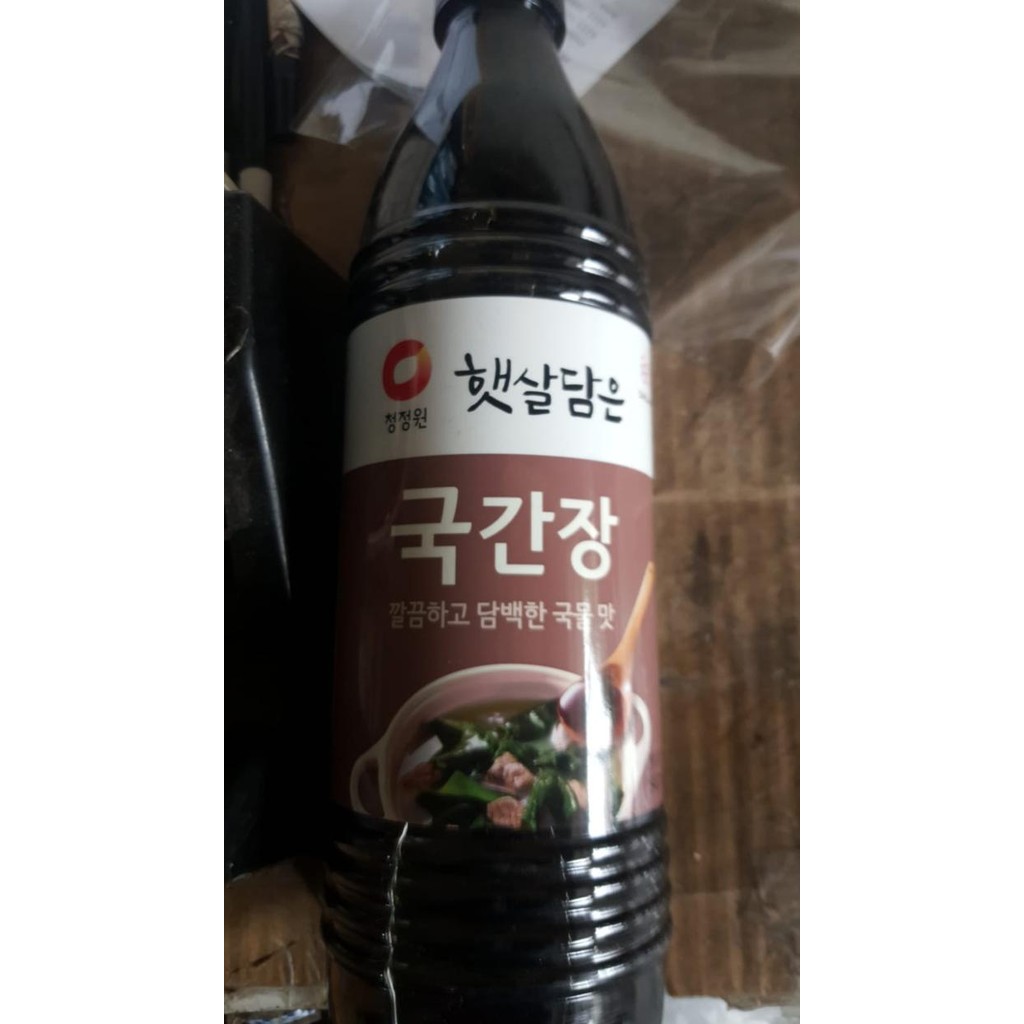 햇살담은
청정원
국간장
깔끔하고 담백한 국물 맛